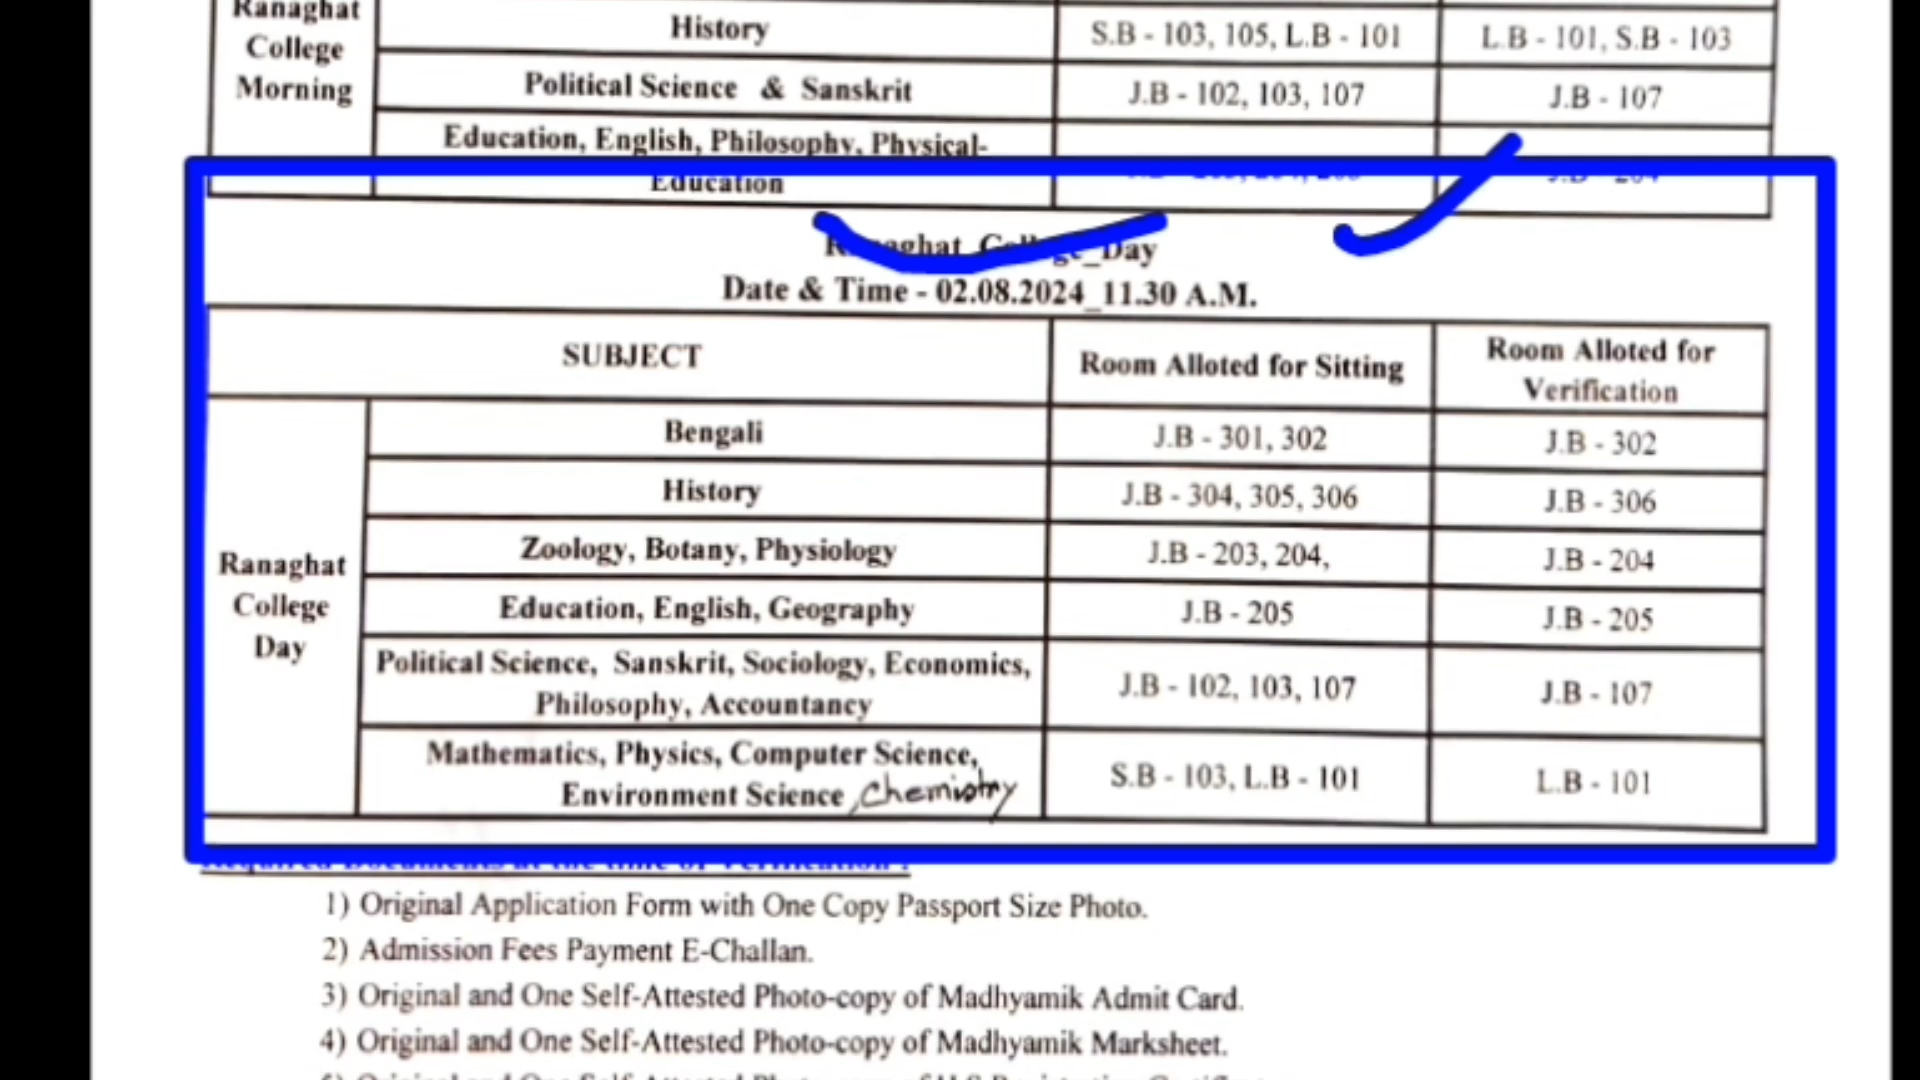 Ranaghat
College
Morning
History
S.B - 103, 105, L.B - 101
L.B - 101, S.B - 103
Political Science & Sanskrit
J.B - 102, 103, 107
J.B - 107
Education, English, Philosophy, Physical-
Education
Ranaghat_College_Day
Date & Time - 02.08.2024_11.30 A.M.
SUBJECT
Room Alloted for Sitting
Room Alloted for
Verification
Ranaghat
College
Day
Bengali
J.B - 301, 302
J.B - 302
History
J.B - 304, 305, 306
J.B - 306
Zoology, Botany, Physiology
J.B - 203, 204,
J.B - 204
Education, English, Geography
J.B - 205
J.B - 205
Political Science, Sanskrit, Sociology, Economics,
Philosophy, Accountancy
J.B - 102, 103, 107
J.B - 107
Mathematics, Physics, Computer Science,
Environment Science, Chemistry
S.B - 103, L.B - 101
L.B - 101
1) Original Application Form with One Copy Passport Size Photo.
2) Admission Fees Payment E-Challan.
3) Original and One Self-Attested Photo-copy of Madhyamik Admit Card.
4) Original and One Self-Attested Photo-copy of Madhyamik Marksheet.